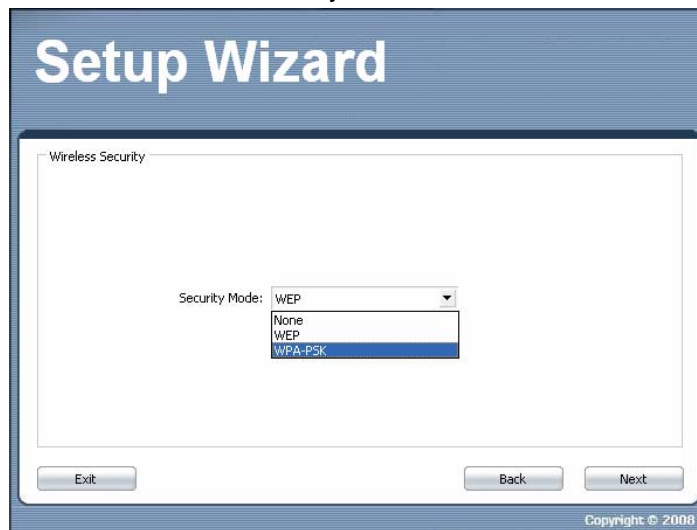 Setup Wizard
Wireless Security
Security Mode: WEP
None
WEP
WPA-PSK
Exit Back Next
Copyright © 2008